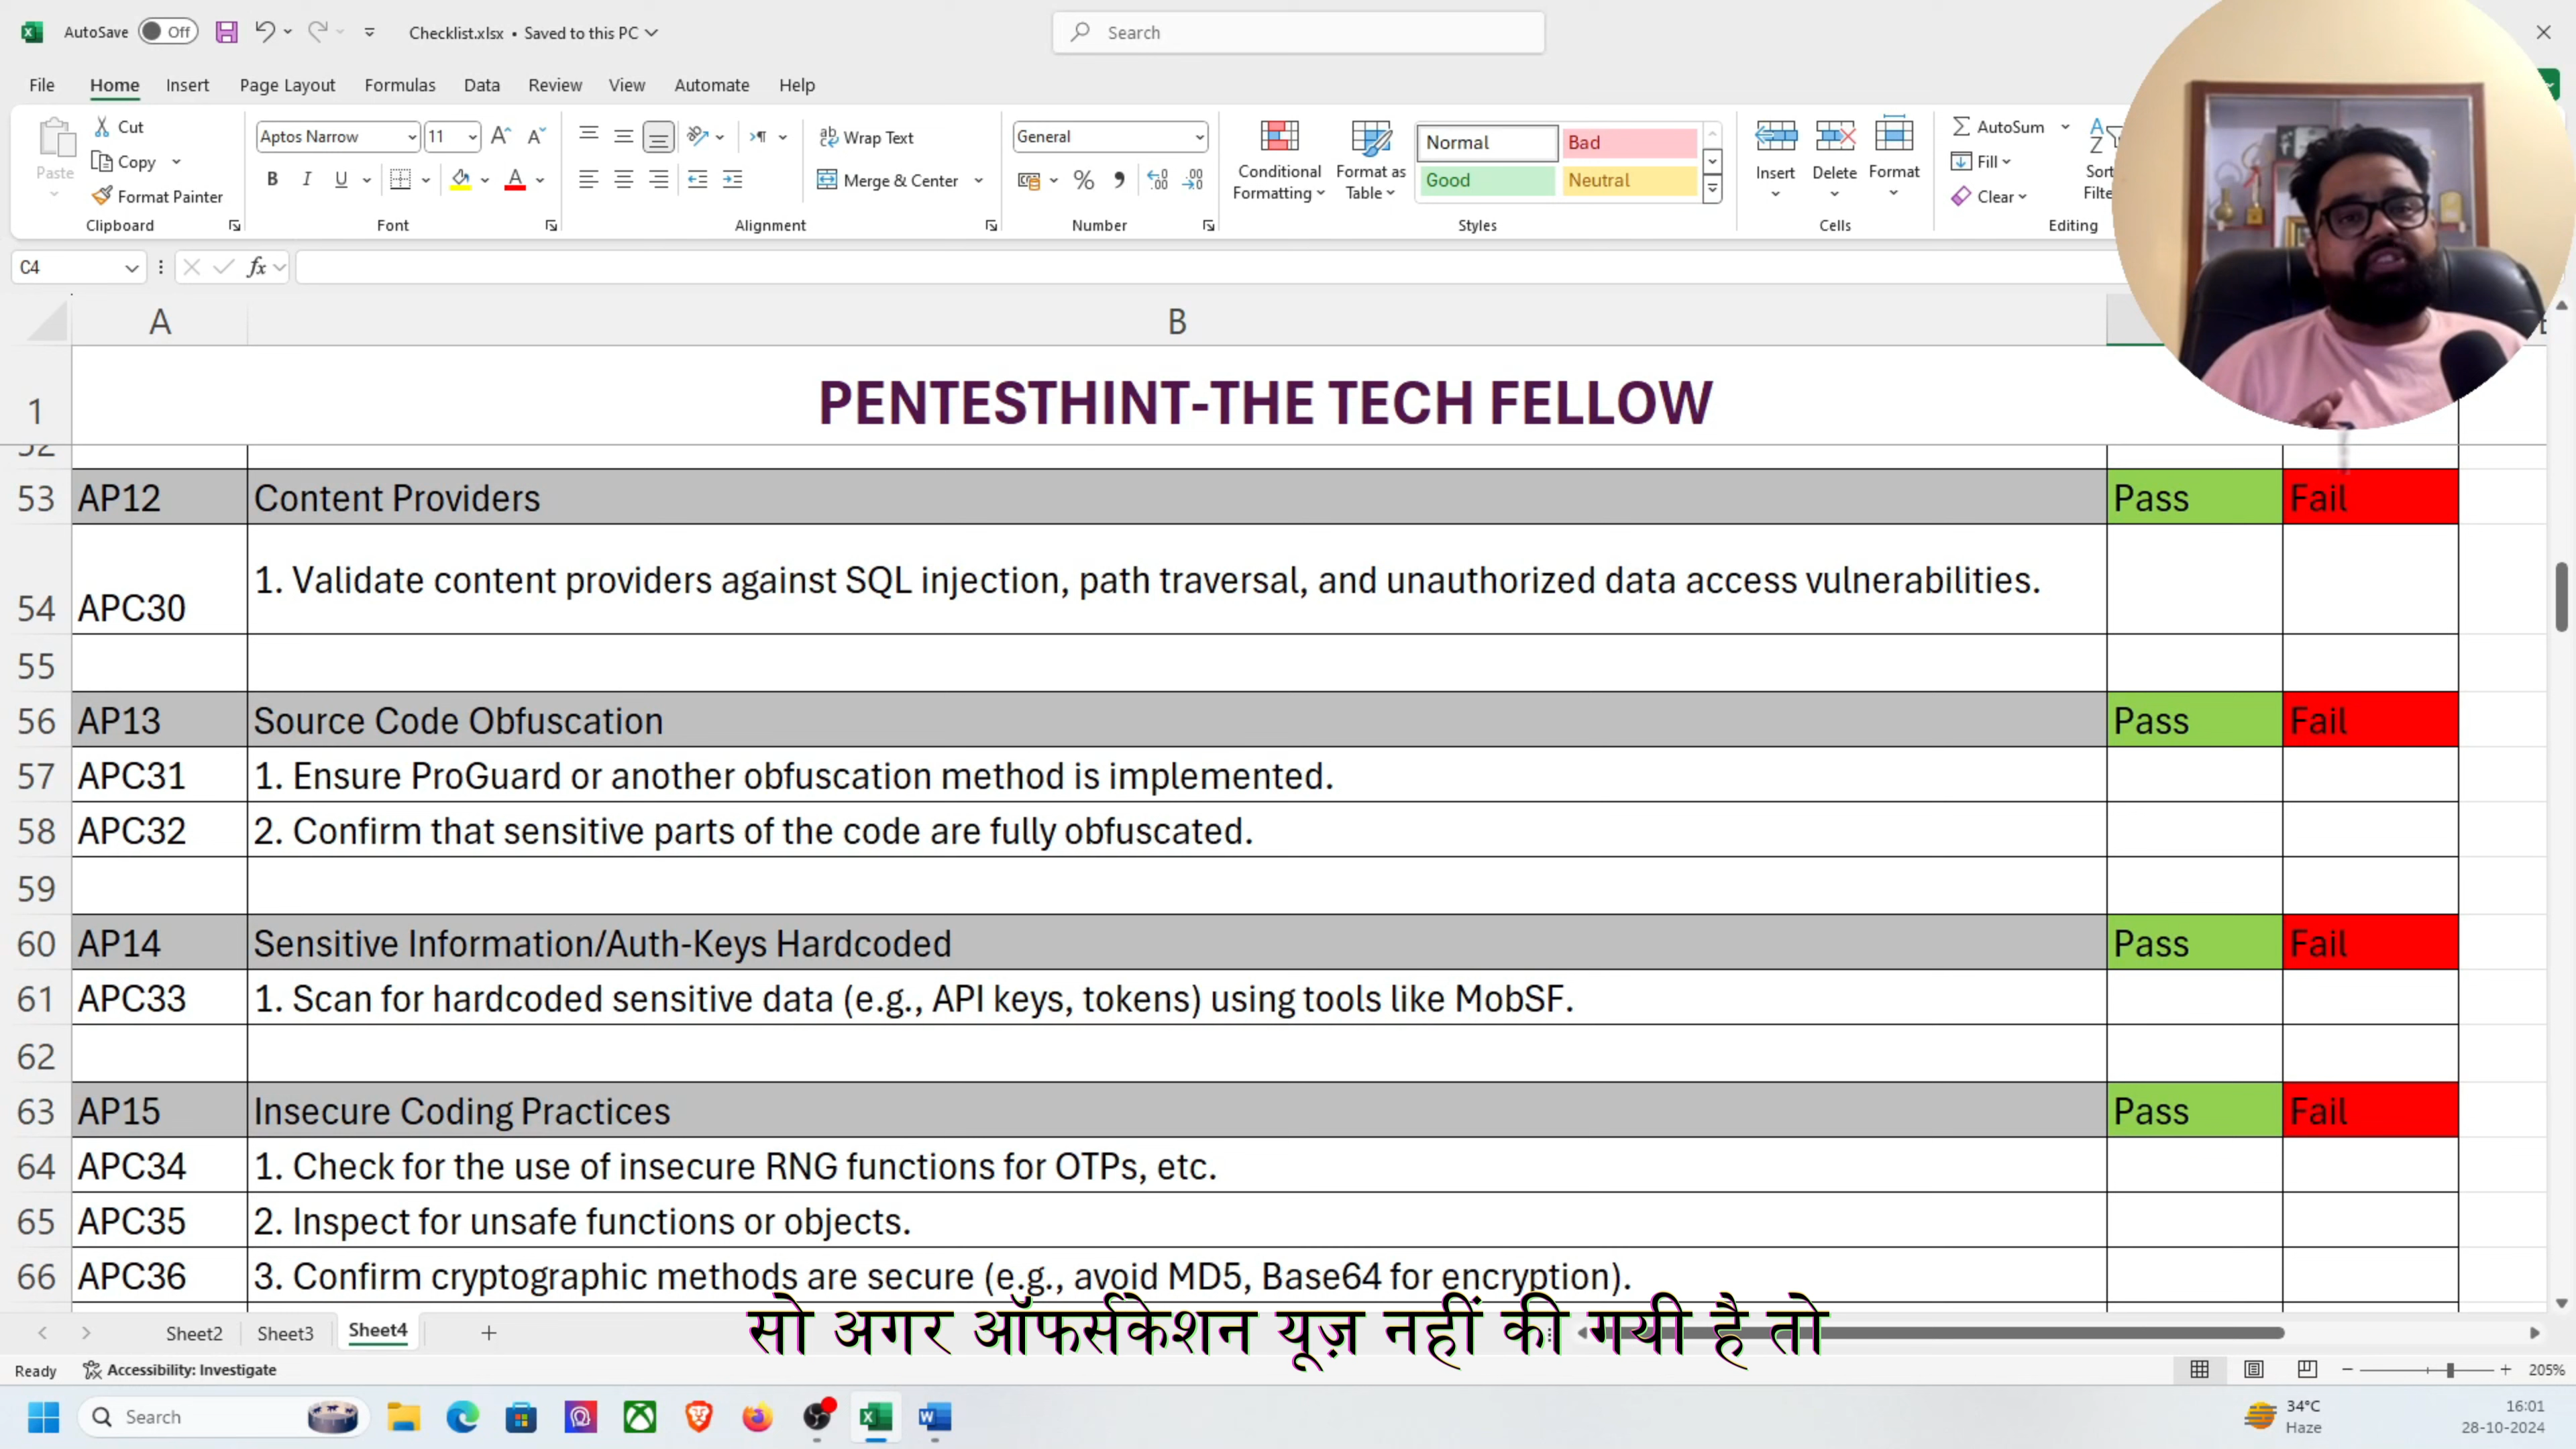 AutoSave Off Checklist.xlsx • Saved to this PC Search
File Home Insert Page Layout Formulas Data Review View Automate Help
Paste Cut Copy Format Painter Clipboard
Aptos Narrow 11 B I U A Font
Wrap Text Merge & Center Alignment
General % Number
Conditional Formatting Format as Table Normal Bad Good Neutral Styles
Insert Delete Format Cells
AutoSum Fill Clear Sort Editing
C4 fx
A B
1 PENTESTHINT-THE TECH FELLOW
53 AP12 Content Providers Pass Fail
54 APC30 1. Validate content providers against SQL injection, path traversal, and unauthorized data access vulnerabilities.
55
56 AP13 Source Code Obfuscation Pass Fail
57 APC31 1. Ensure ProGuard or another obfuscation method is implemented.
58 APC32 2. Confirm that sensitive parts of the code are fully obfuscated.
59
60 AP14 Sensitive Information/Auth-Keys Hardcoded Pass Fail
61 APC33 1. Scan for hardcoded sensitive data (e.g., API keys, tokens) using tools like MobSF.
62
63 AP15 Insecure Coding Practices Pass Fail
64 APC34 1. Check for the use of insecure RNG functions for OTPs, etc.
65 APC35 2. Inspect for unsafe functions or objects.
66 APC36 3. Confirm cryptographic methods are secure (e.g., avoid MD5, Base64 for encryption).
सो अगर ऑफर्सकेशन यूज़ नहीं की गयी है तो
Sheet2 Sheet3 Sheet4
Ready Accessibility: Investigate 205%
Search 34°C Haze 16:01 28-10-2024